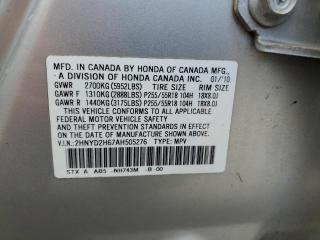 MFD. IN CANADA BY HONDA OF CANADA MFG.,
A DIVISION OF HONDA CANADA INC. 01/10
GVWR 2700KG(5952LBS) TIRE SIZE RIM SIZE
GAWR F 1310KG(2888LBS) P255/55R18 104H 18X8.0J
GAWR R 1440KG(3175LBS) P255/55R18 104H 18X8.0J
THIS VEHICLE CONFORMS TO ALL APPLICABLE
FEDERAL MOTOR VEHICLE SAFETY
STANDARDS IN EFFECT ON THE DATE OF
MANUFACTURE SHOWN ABOVE.
V.I.N.:2HNYD2H67AH505276 TYPE: MPV
STX A AB5 -NH743M -B-00